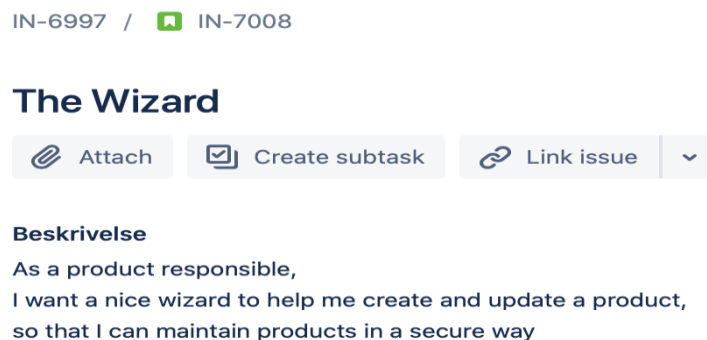 IN-6997 / IN-7008
The Wizard
Attach Create subtask Link issue
Beskrivelse
As a product responsible,
I want a nice wizard to help me create and update a product,
so that I can maintain products in a secure way